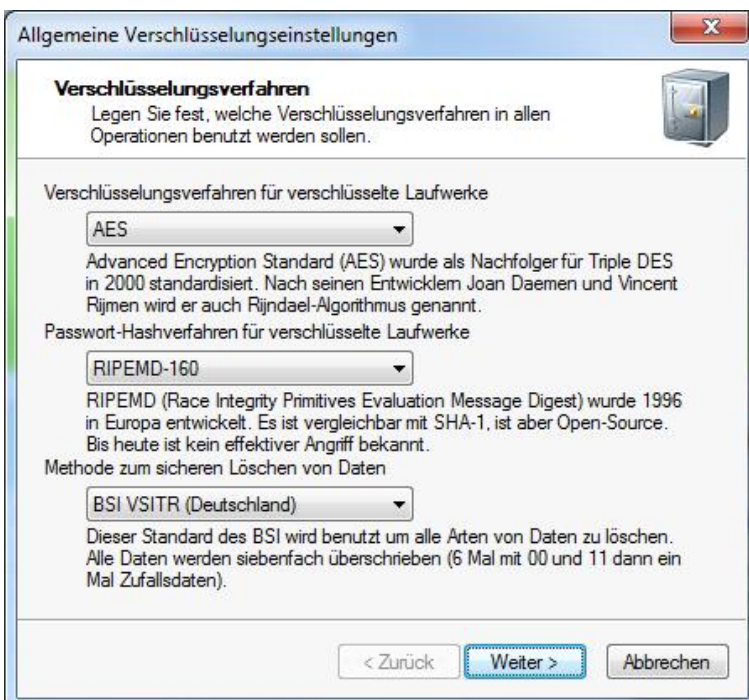 Allgemeine Verschlüsselungseinstellungen
Verschlüsselungsverfahren
Legen Sie fest, welche Verschlüsselungsverfahren in allen
Operationen benutzt werden sollen.
Verschlüsselungsverfahren für verschlüsselte Laufwerke
AES
Advanced Encryption Standard (AES) wurde als Nachfolger für Triple DES
in 2000 standardisiert. Nach seinen Entwicklern Joan Daemen und Vincent
Rijmen wird er auch Rijndael-Algorithmus genannt.
Passwort-Hashverfahren für verschlüsselte Laufwerke
RIPEMD-160
RIPEMD (Race Integrity Primitives Evaluation Message Digest) wurde 1996
in Europa entwickelt. Es ist vergleichbar mit SHA-1, ist aber Open-Source.
Bis heute ist kein effektiver Angriff bekannt.
Methode zum sicheren Löschen von Daten
BSI VSITR (Deutschland)
Dieser Standard des BSI wird benutzt um alle Arten von Daten zu löschen.
Alle Daten werden siebenfach überschrieben (6 Mal mit 00 und 11 dann ein
Mal Zufallsdaten).
< Zurück
Weiter >
Abbrechen